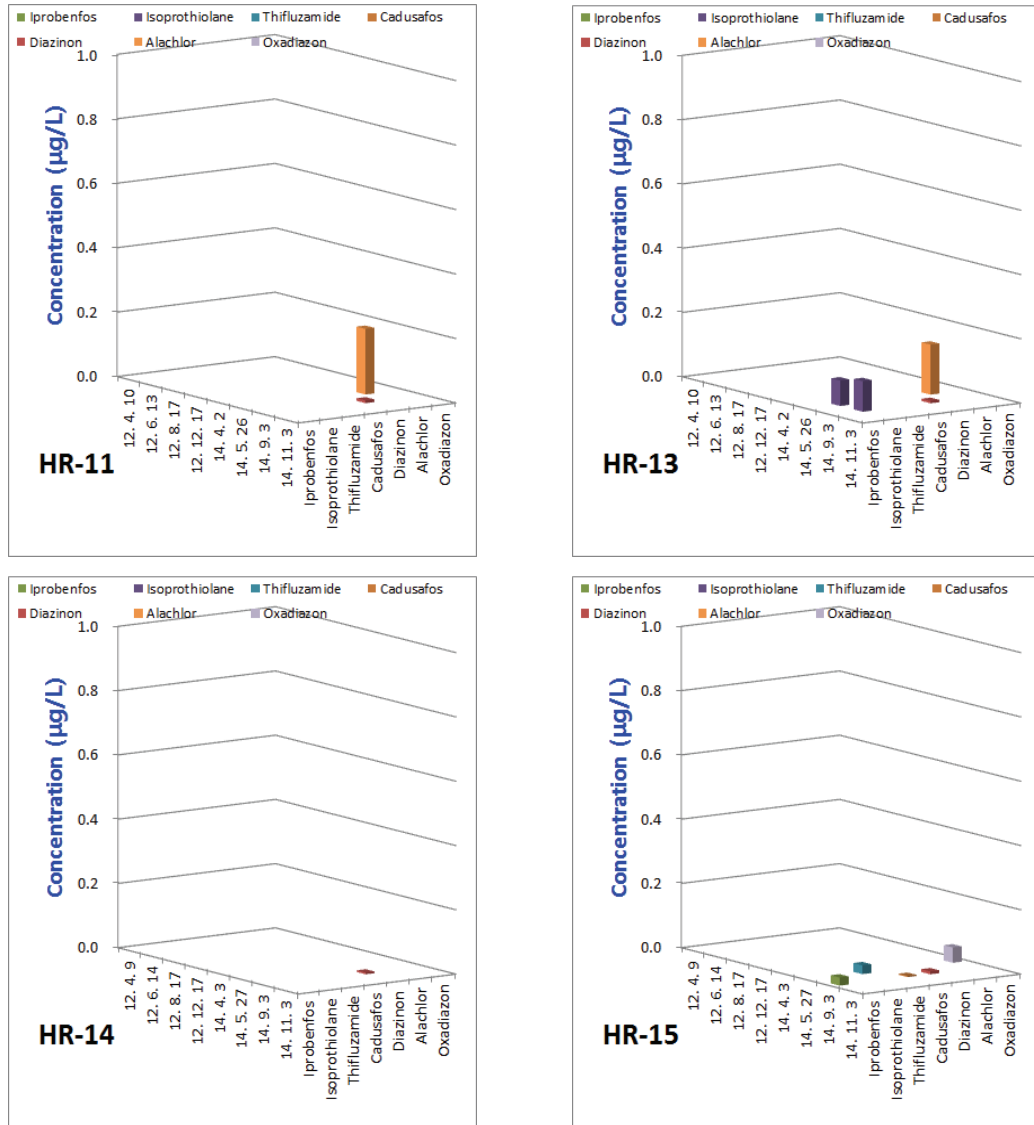 Iprobenfos Isoprothiolane Thifluzamide Cadusafos
Diazinon Alachlor Oxadiazon
Concentration (µg/L)
1.0
0.8
0.6
0.4
0.2
0.0
12. 4. 10
12. 6. 13
12. 8. 17
12. 12. 17
14. 4. 2
14. 5. 26
14. 9. 3
14. 11. 3
Iprobenfos
Isoprothiolane
Thifluzamide
Cadusafos
Diazinon
Alachlor
Oxadiazon
HR-11
Iprobenfos Isoprothiolane Thifluzamide Cadusafos
Diazinon Alachlor Oxadiazon
Concentration (µg/L)
1.0
0.8
0.6
0.4
0.2
0.0
12. 4. 10
12. 6. 13
12. 8. 17
12. 12. 17
14. 4. 2
14. 5. 26
14. 9. 3
14. 11. 3
Iprobenfos
Isoprothiolane
Thifluzamide
Cadusafos
Diazinon
Alachlor
Oxadiazon
HR-13
Iprobenfos Isoprothiolane Thifluzamide Cadusafos
Diazinon Alachlor Oxadiazon
Concentration (µg/L)
1.0
0.8
0.6
0.4
0.2
0.0
12. 4. 9
12. 6. 14
12. 8. 17
12. 12. 17
14. 4. 3
14. 5. 27
14. 9. 3
14. 11. 3
Iprobenfos
Isoprothiolane
Thifluzamide
Cadusafos
Diazinon
Alachlor
Oxadiazon
HR-14
Iprobenfos Isoprothiolane Thifluzamide Cadusafos
Diazinon Alachlor Oxadiazon
Concentration (µg/L)
1.0
0.8
0.6
0.4
0.2
0.0
12. 4. 9
12. 6. 14
12. 8. 17
12. 12. 17
14. 4. 3
14. 5. 27
14. 9. 3
14. 11. 3
Iprobenfos
Isoprothiolane
Thifluzamide
Cadusafos
Diazinon
Alachlor
Oxadiazon
HR-15